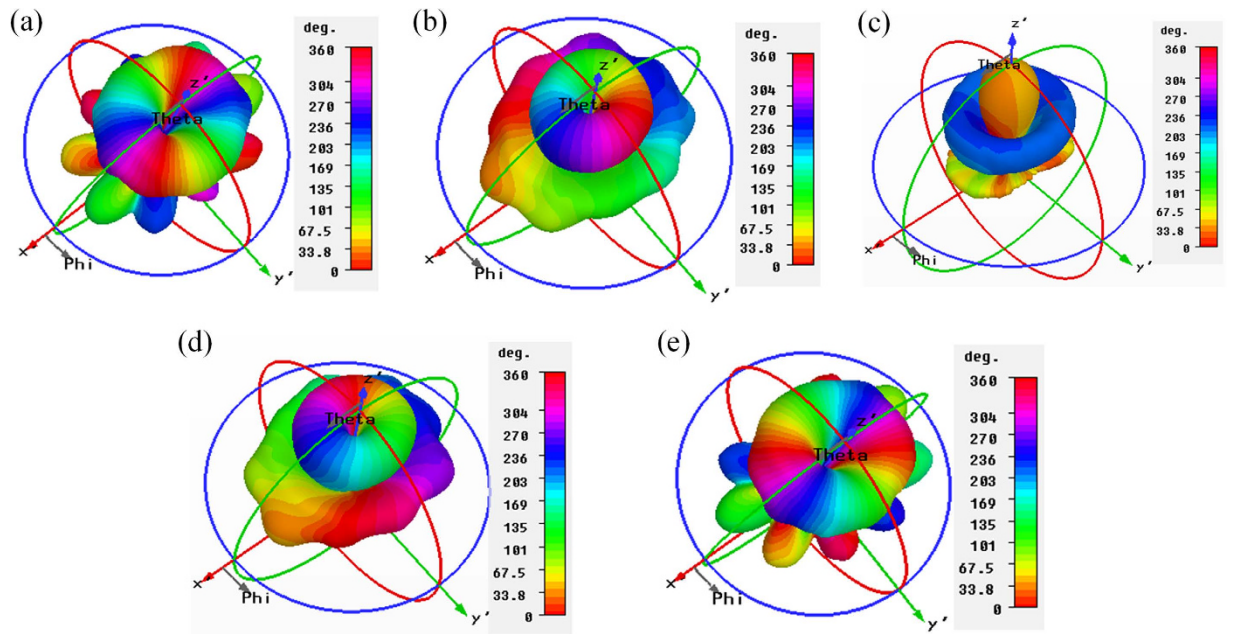 (a)
deg.
360
304
270
236
203
169
135
101
67.5
33.8
0
z'
Theta
x
Phi
y'
(b)
deg.
360
304
270
236
203
169
135
101
67.5
33.8
0
z'
Theta
x
Phi
y'
(c)
deg.
360
304
270
236
203
169
135
101
67.5
33.8
0
z'
Theta
x
Phi
y'
(d)
deg.
360
304
270
236
203
169
135
101
67.5
33.8
0
z'
Theta
x
Phi
y'
(e)
deg.
360
304
270
236
203
169
135
101
67.5
33.8
0
z'
Theta
x
Phi
y'